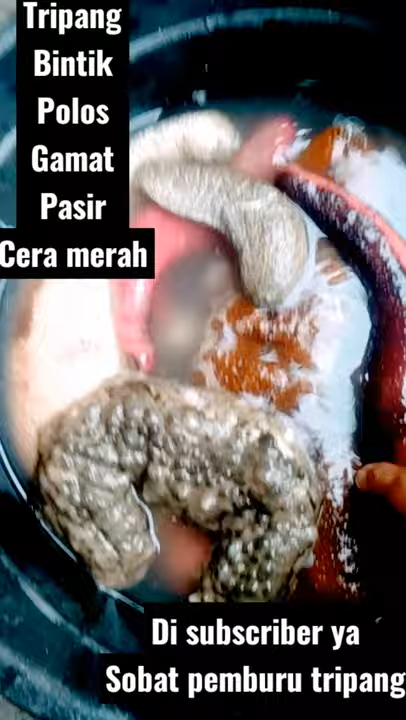 Tripang
Bintik
Polos
Gamat
Pasir
Cera merah
Di subscriber ya
Sobat pemburu tripang